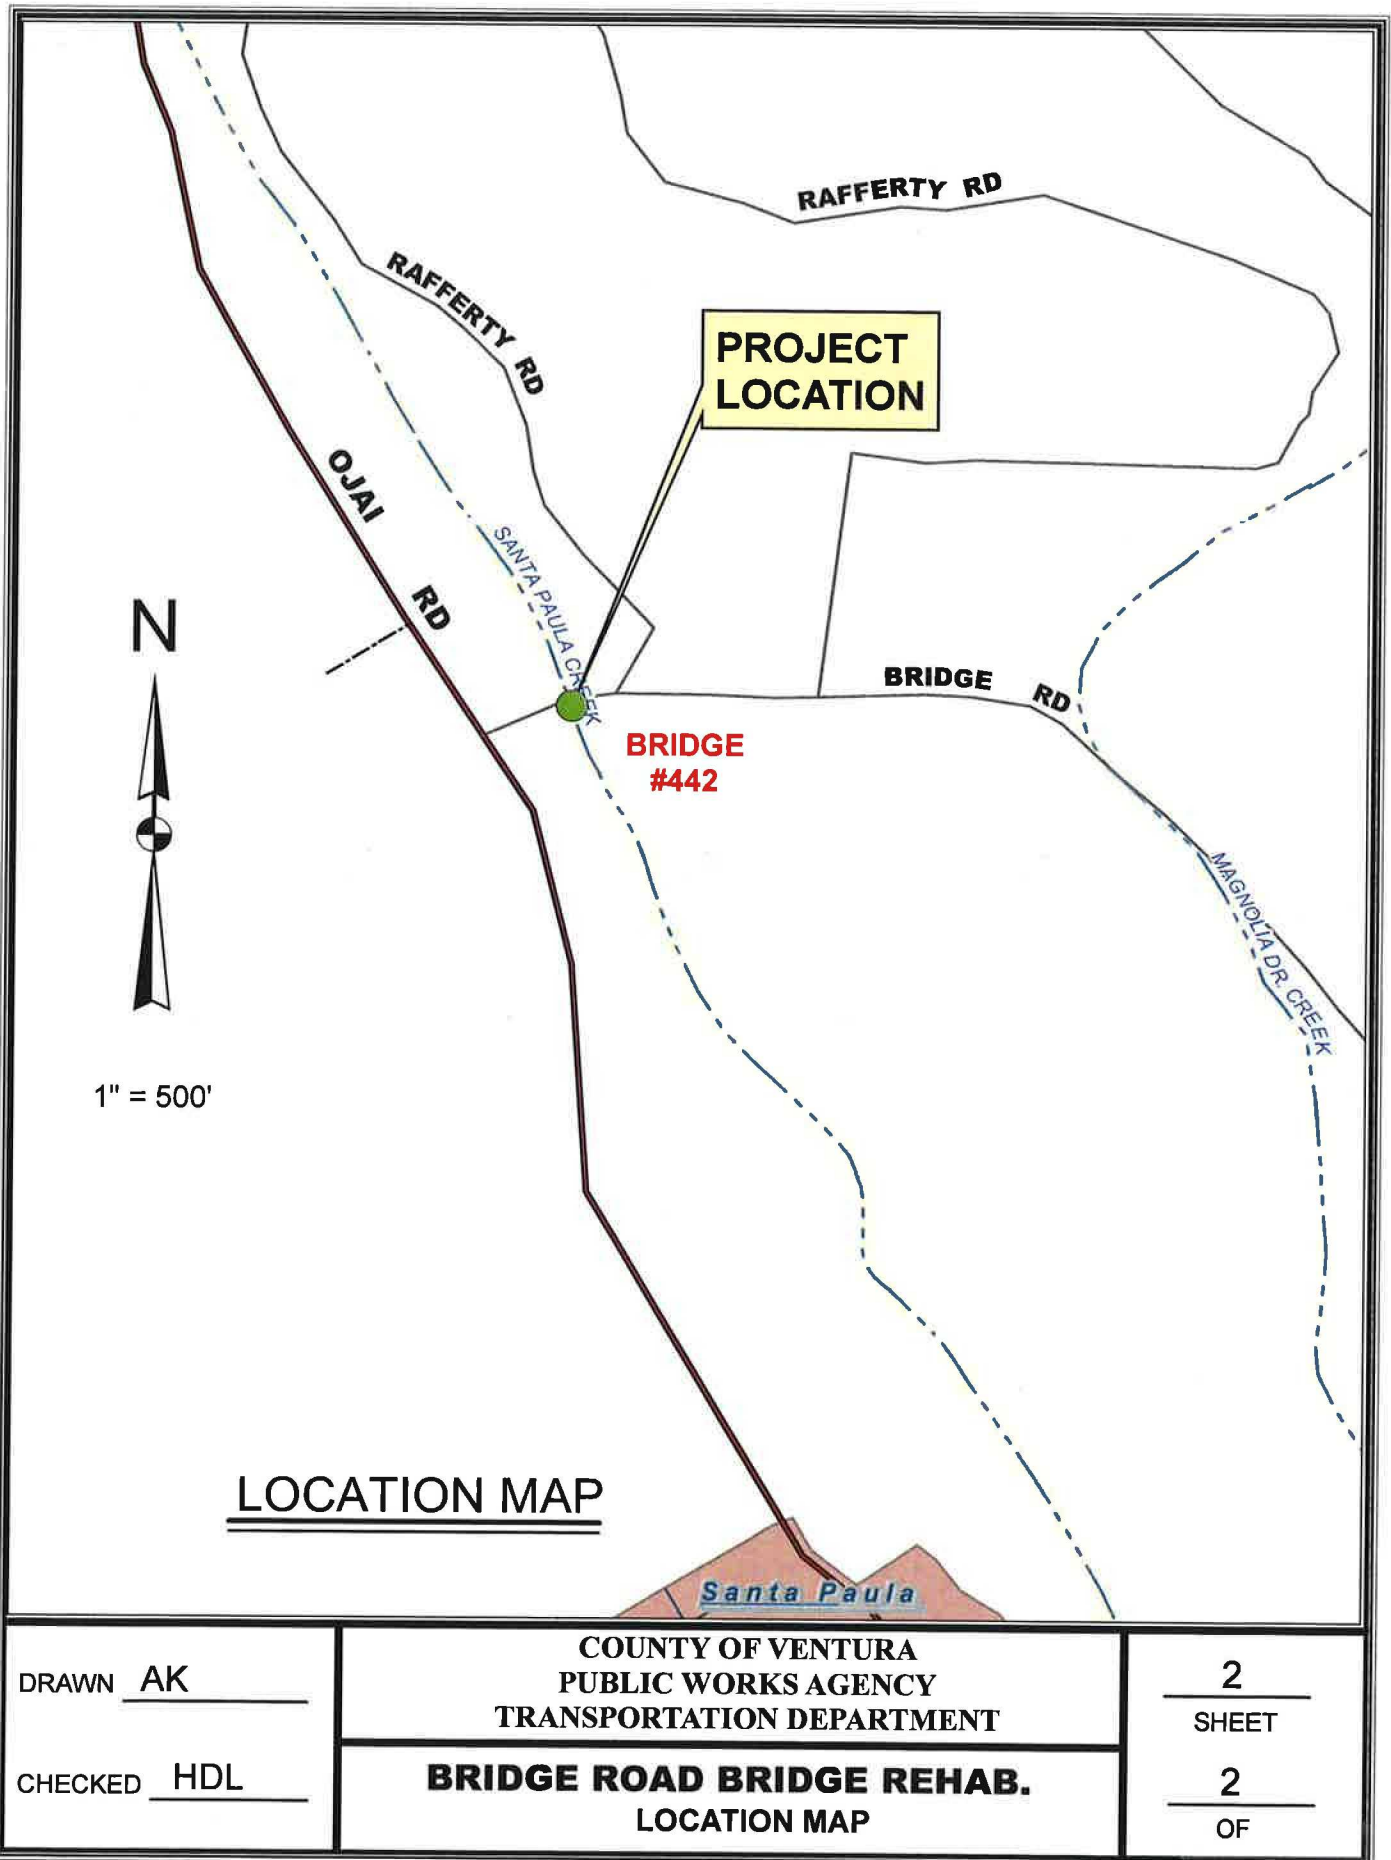 RAFFERTY RD
RAFFERTY RD
PROJECT
LOCATION
OJAI RD
SANTA PAULA CREEK
N
BRIDGE RD
BRIDGE
#442
MAGNOLIA DR. CREEK
1" = 500'
LOCATION MAP
Santa Paula
DRAWN AK
CHECKED HDL
COUNTY OF VENTURA
PUBLIC WORKS AGENCY
TRANSPORTATION DEPARTMENT
BRIDGE ROAD BRIDGE REHAB.
LOCATION MAP
2
SHEET
2
OF